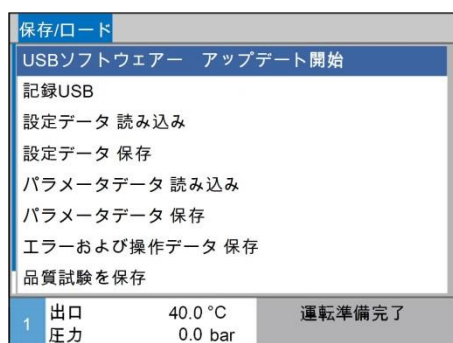 保存/ロード
USBソフトウェアー アップデート開始
記録USB
設定データ 読み込み
設定データ 保存
パラメータデータ 読み込み
パラメータデータ 保存
エラーおよび操作データ 保存
品質試験を保存
1 出口 40.0 °C 運転準備完了
圧力 0.0 bar